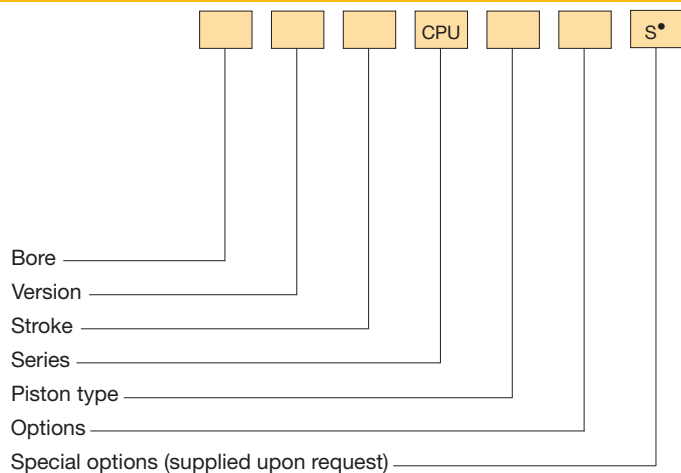 CPU S•
Bore
Version
Stroke
Series
Piston type
Options
Special options (supplied upon request)